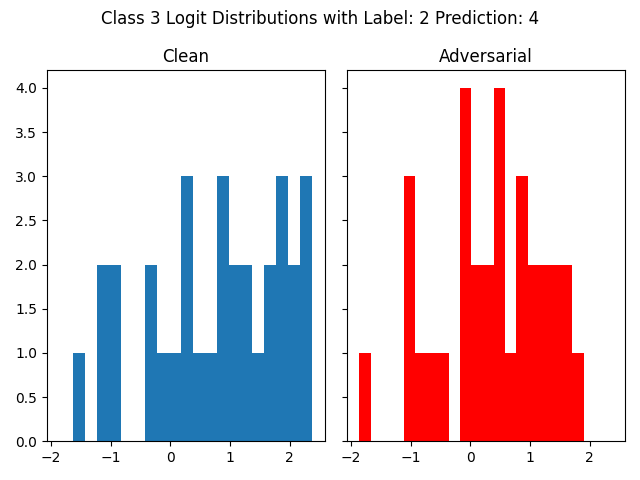 Class 3 Logit Distributions with Label: 2 Prediction: 4
Clean
Adversarial
4.0
3.5
3.0
2.5
2.0
1.5
1.0
0.5
0.0
−2 −1 0 1 2
−2 −1 0 1 2